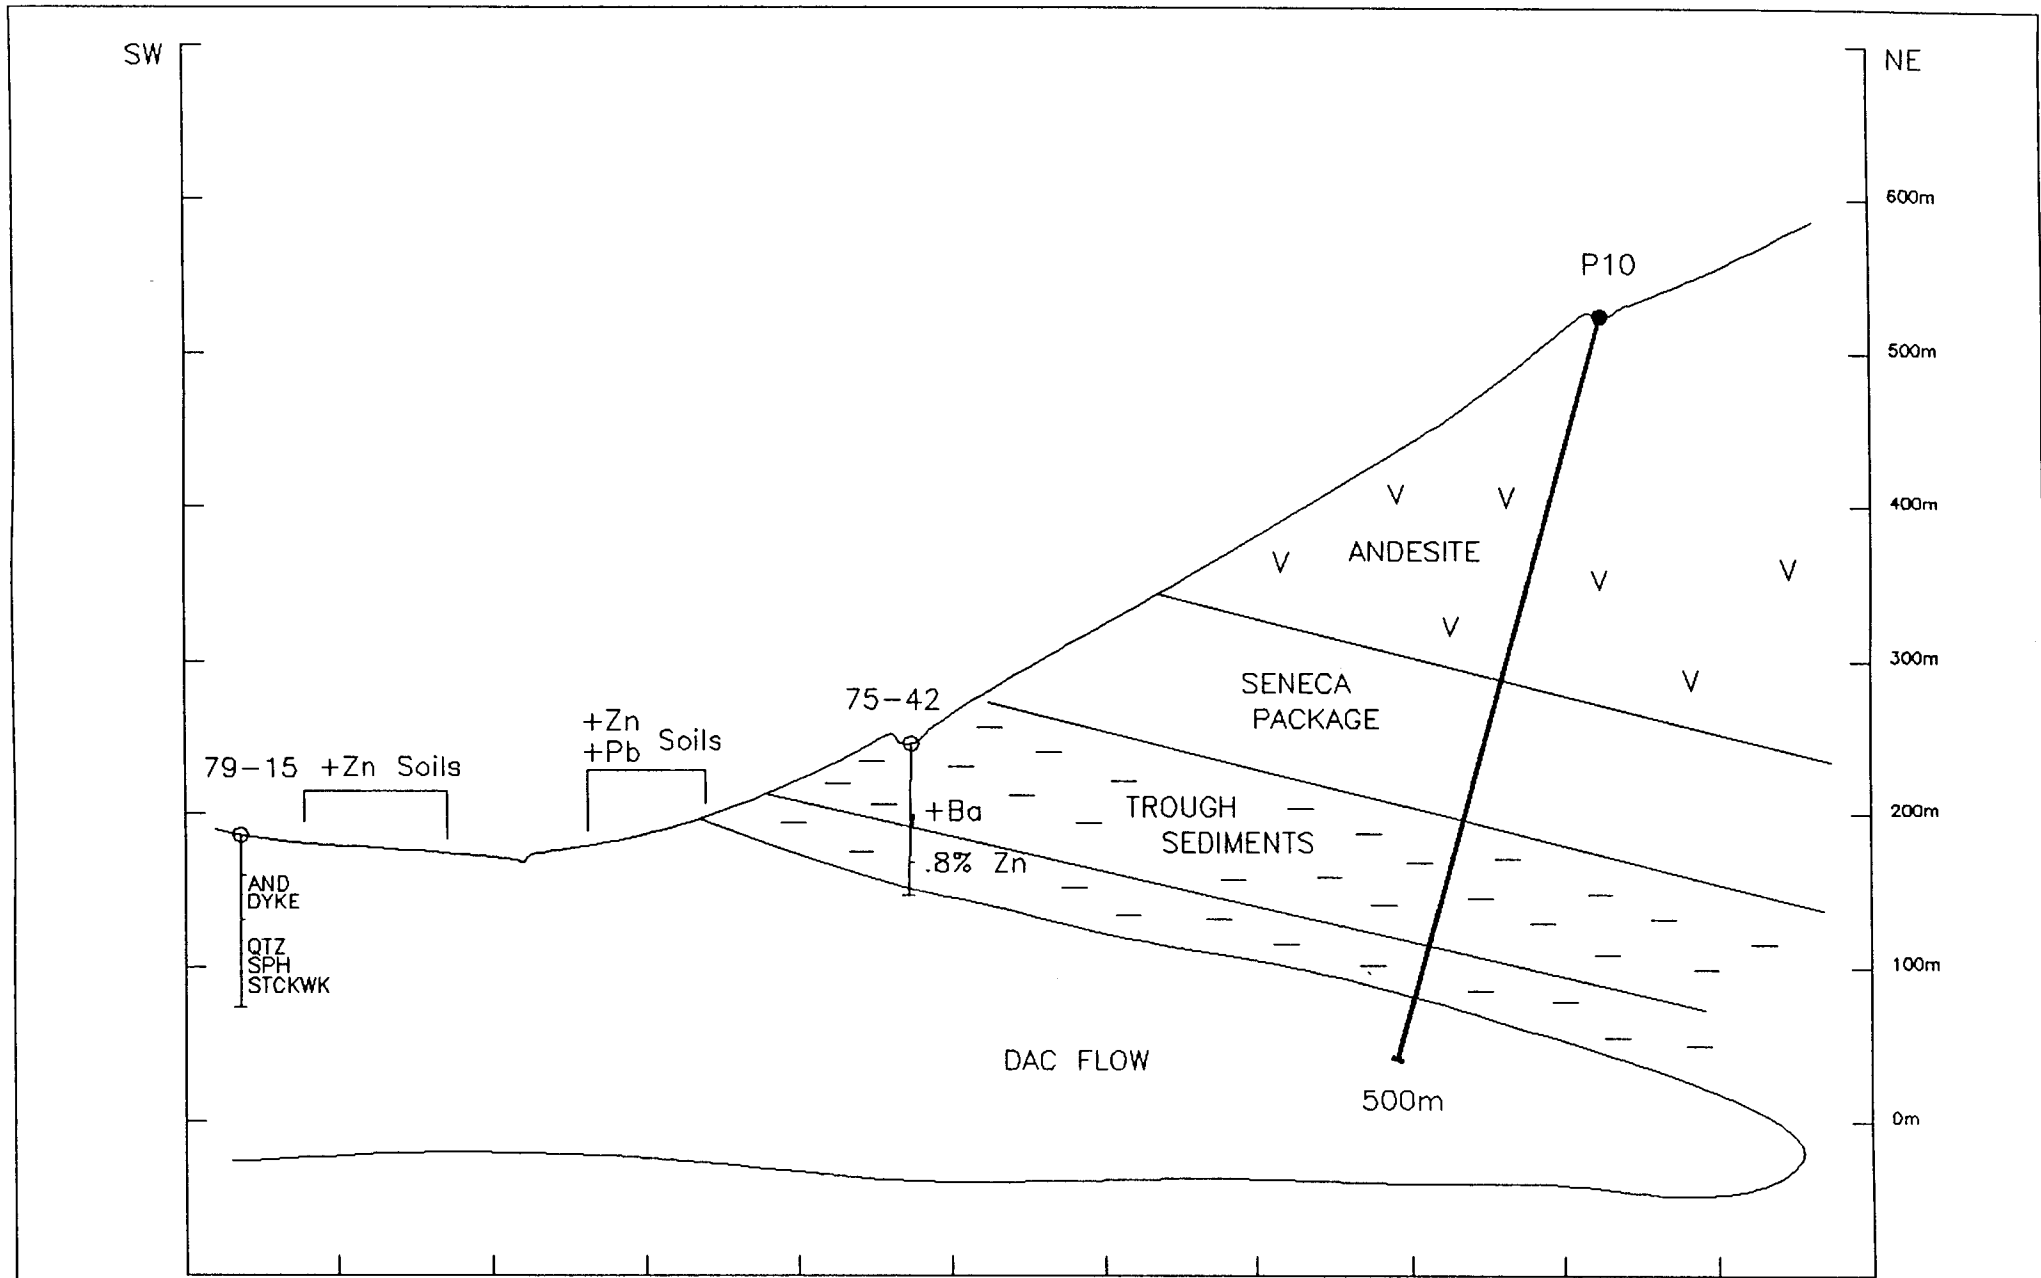 SW
NE
600m
P10
500m
400m
ANDESITE
300m
SENECA
PACKAGE
75-42
+Zn
+Pb Soils
79-15 +Zn Soils
200m
+Ba
TROUGH
SEDIMENTS
.8% Zn
AND
DYKE
QTZ
SPH
STCKWK
100m
DAC FLOW
500m
0m